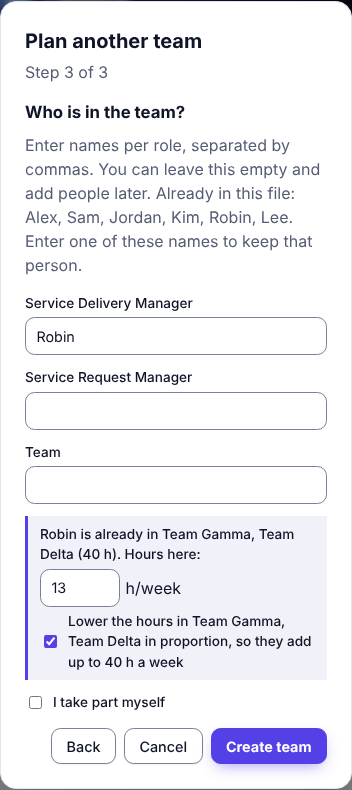 Plan another team
Step 3 of 3
Who is in the team?
Enter names per role, separated by
commas. You can leave this empty and
add people later. Already in this file:
Alex, Sam, Jordan, Kim, Robin, Lee.
Enter one of these names to keep that
person.
Service Delivery Manager
Robin
Service Request Manager
Team
Robin is already in Team Gamma, Team
Delta (40 h). Hours here:
13 h/week
Lower the hours in Team Gamma,
Team Delta in proportion, so they add
up to 40 h a week
I take part myself
Back Cancel Create team